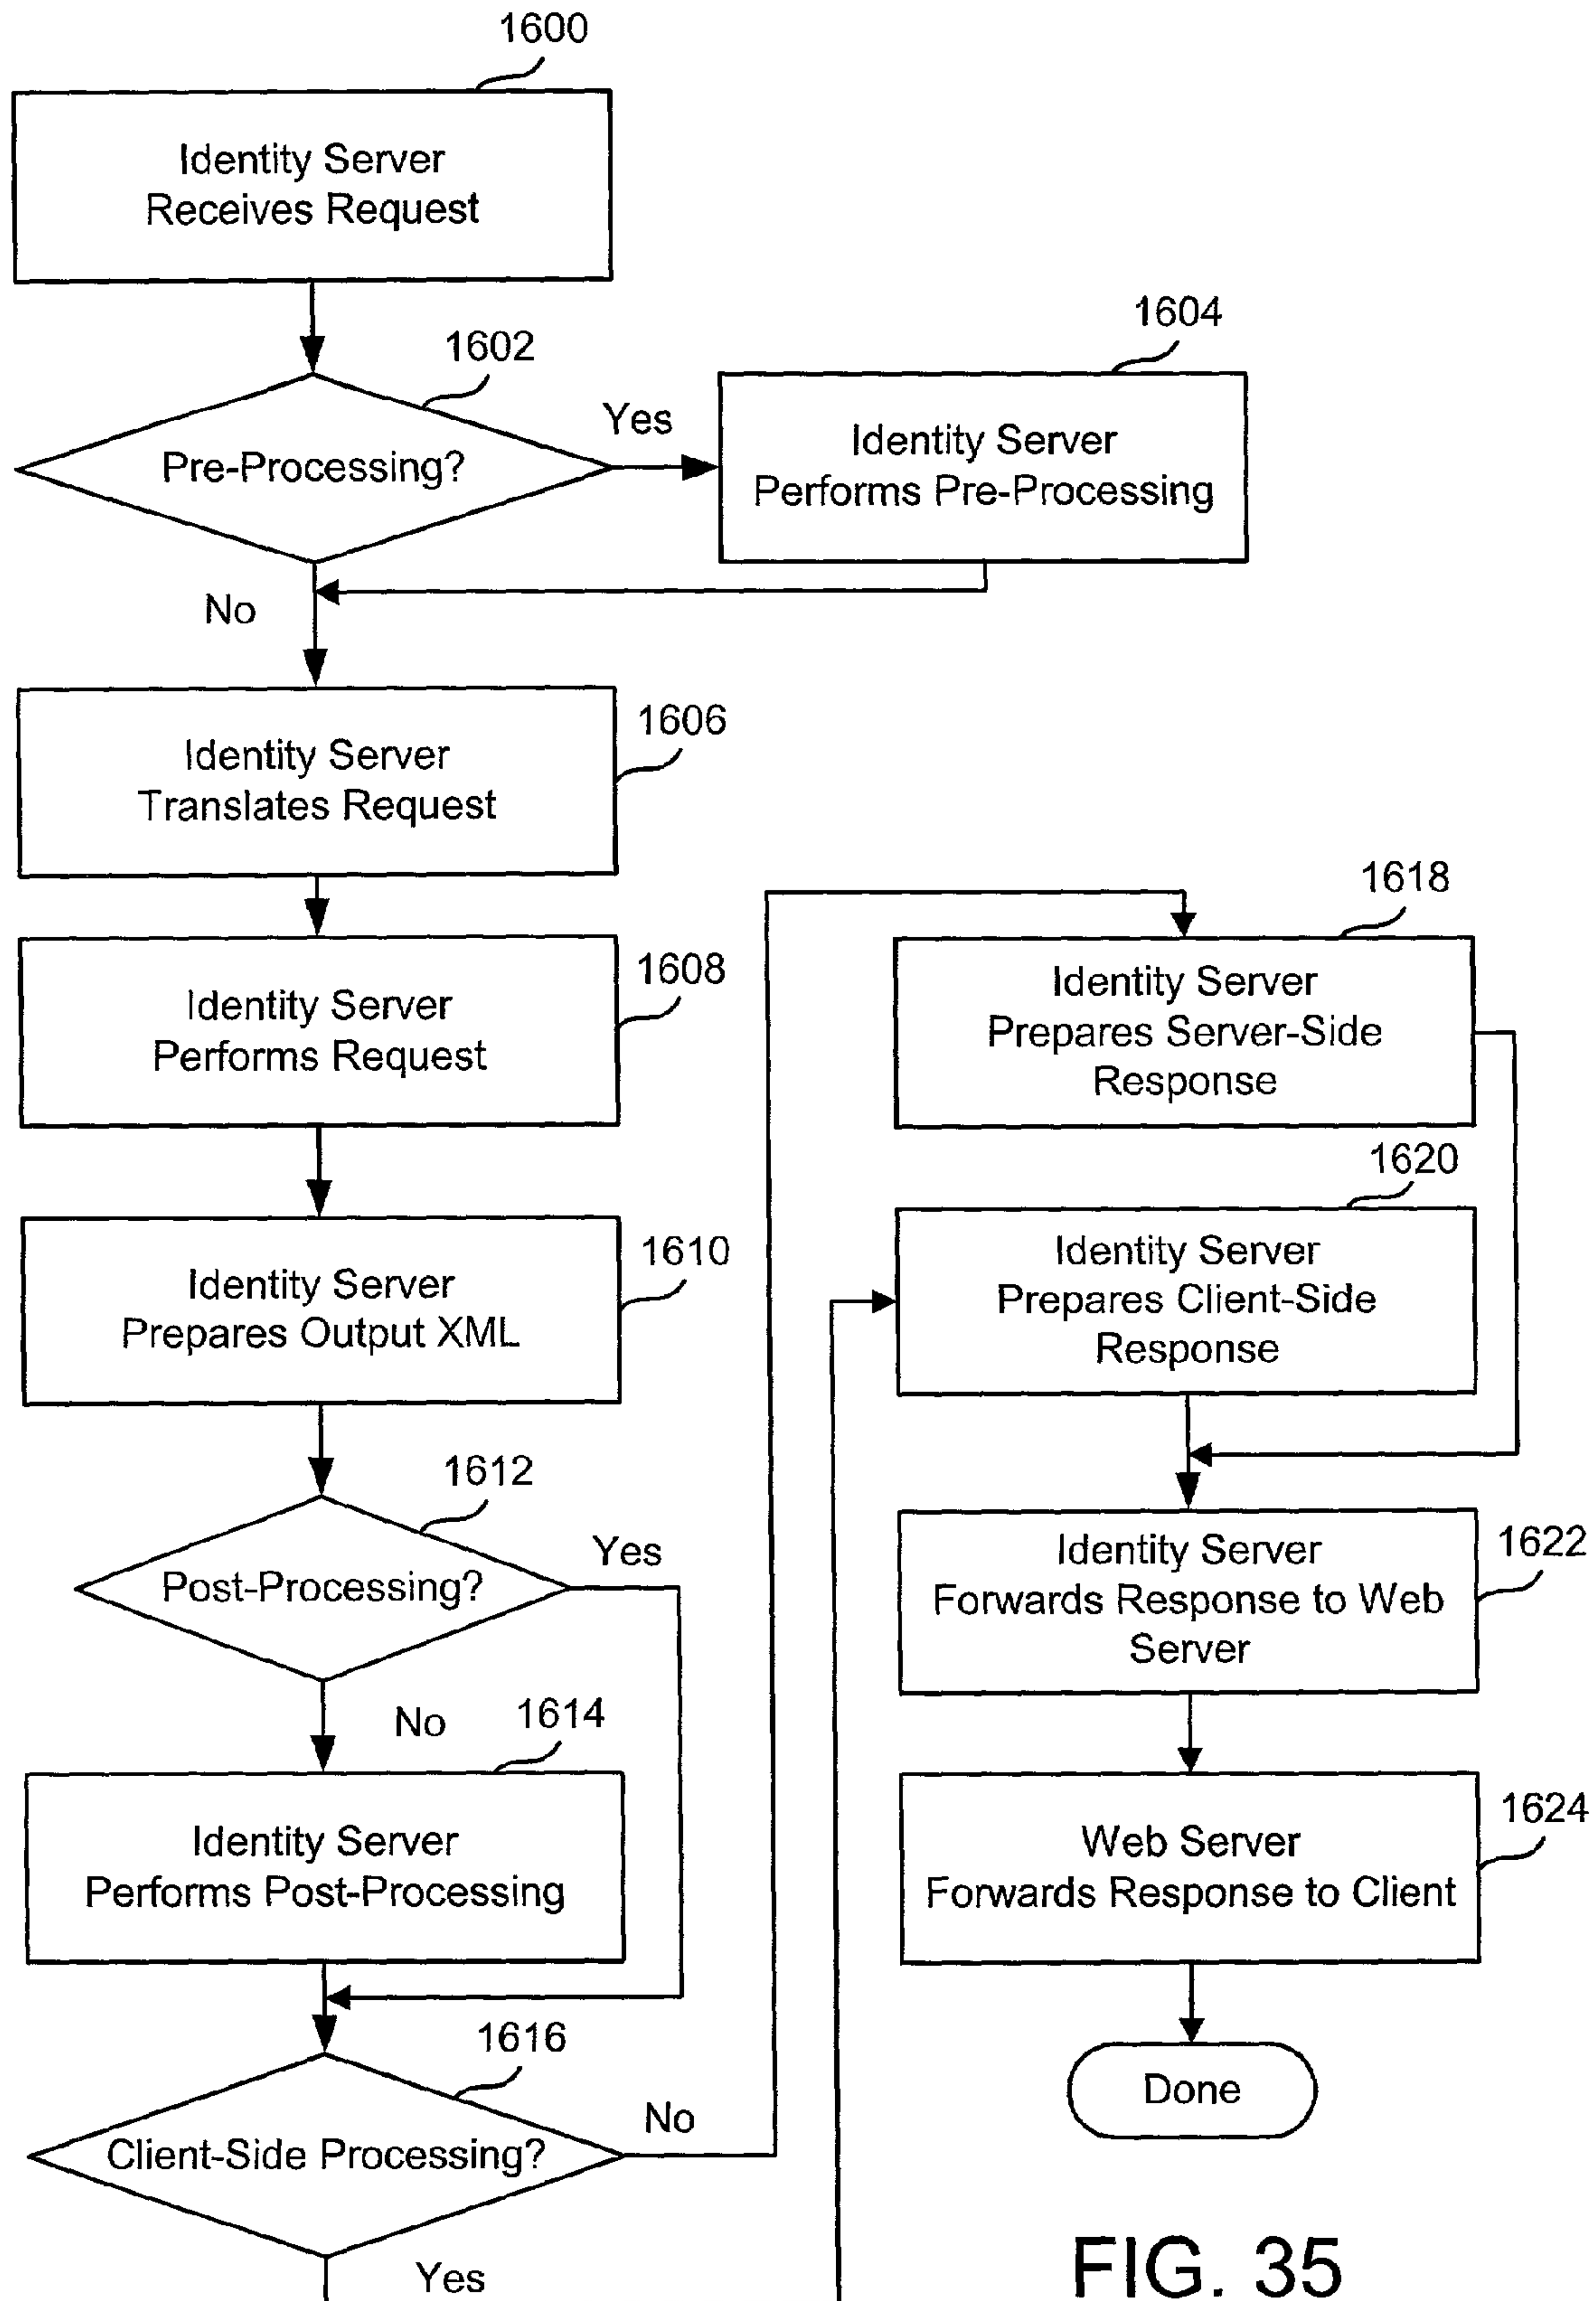 1600
Identity Server
Receives Request
1602
Pre-Processing?
Yes
No
1604
Identity Server
Performs Pre-Processing
1606
Identity Server
Translates Request
1608
Identity Server
Performs Request
1610
Identity Server
Prepares Output XML
1612
Post-Processing?
Yes
No
1614
Identity Server
Performs Post-Processing
1616
Client-Side Processing?
No
Yes
1618
Identity Server
Prepares Server-Side
Response
1620
Identity Server
Prepares Client-Side
Response
1622
Identity Server
Forwards Response to Web
Server
1624
Web Server
Forwards Response to Client
Done
FIG. 35